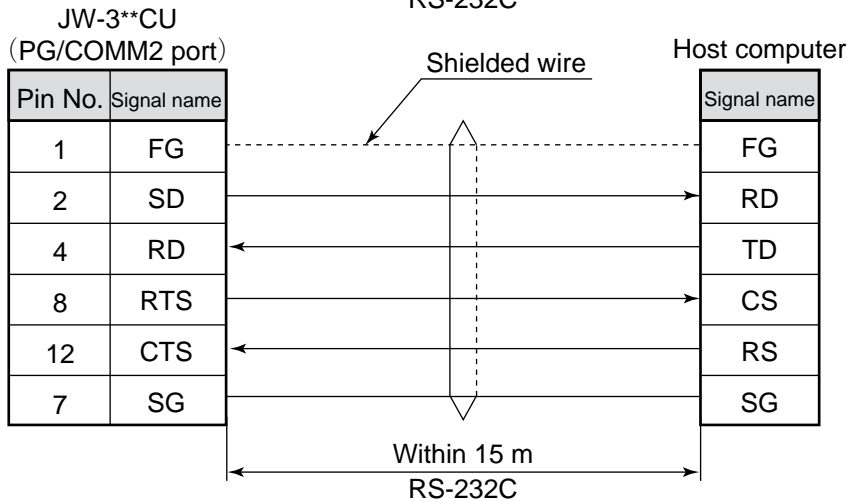 RS-232C
JW-3**CU
(PG/COMM2 port)
Shielded wire
Host computer
Pin No. Signal name
Signal name
1 FG FG
2 SD RD
4 RD TD
8 RTS CS
12 CTS RS
7 SG SG
Within 15 m
RS-232C